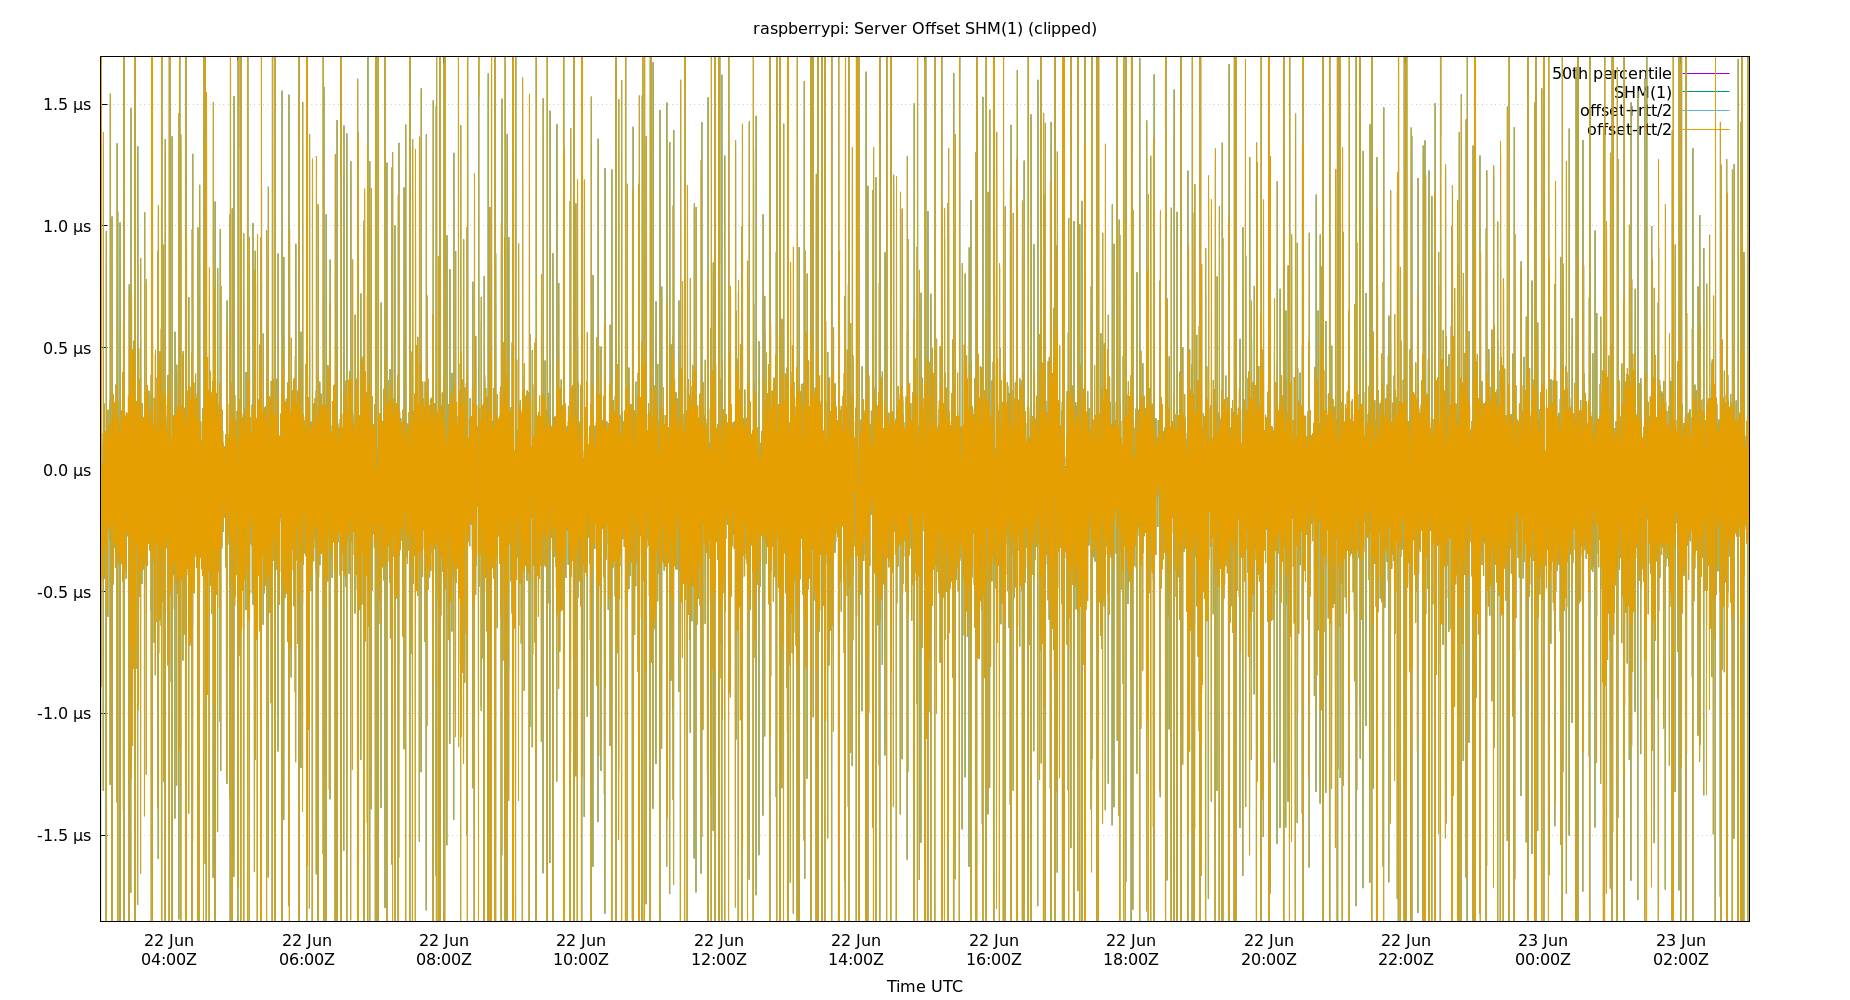 raspberrypi: Server Offset SHM(1) (clipped)
50th percentile
SHM(1)
offset+rtt/2
offset-rtt/2
1.5 µs
1.0 µs
0.5 µs
0.0 µs
-0.5 µs
-1.0 µs
-1.5 µs
22 Jun 22 Jun 22 Jun 22 Jun 22 Jun 22 Jun 22 Jun 22 Jun 22 Jun 22 Jun 23 Jun 23 Jun
04:00Z 06:00Z 08:00Z 10:00Z 12:00Z 14:00Z 16:00Z 18:00Z 20:00Z 22:00Z 00:00Z 02:00Z
Time UTC